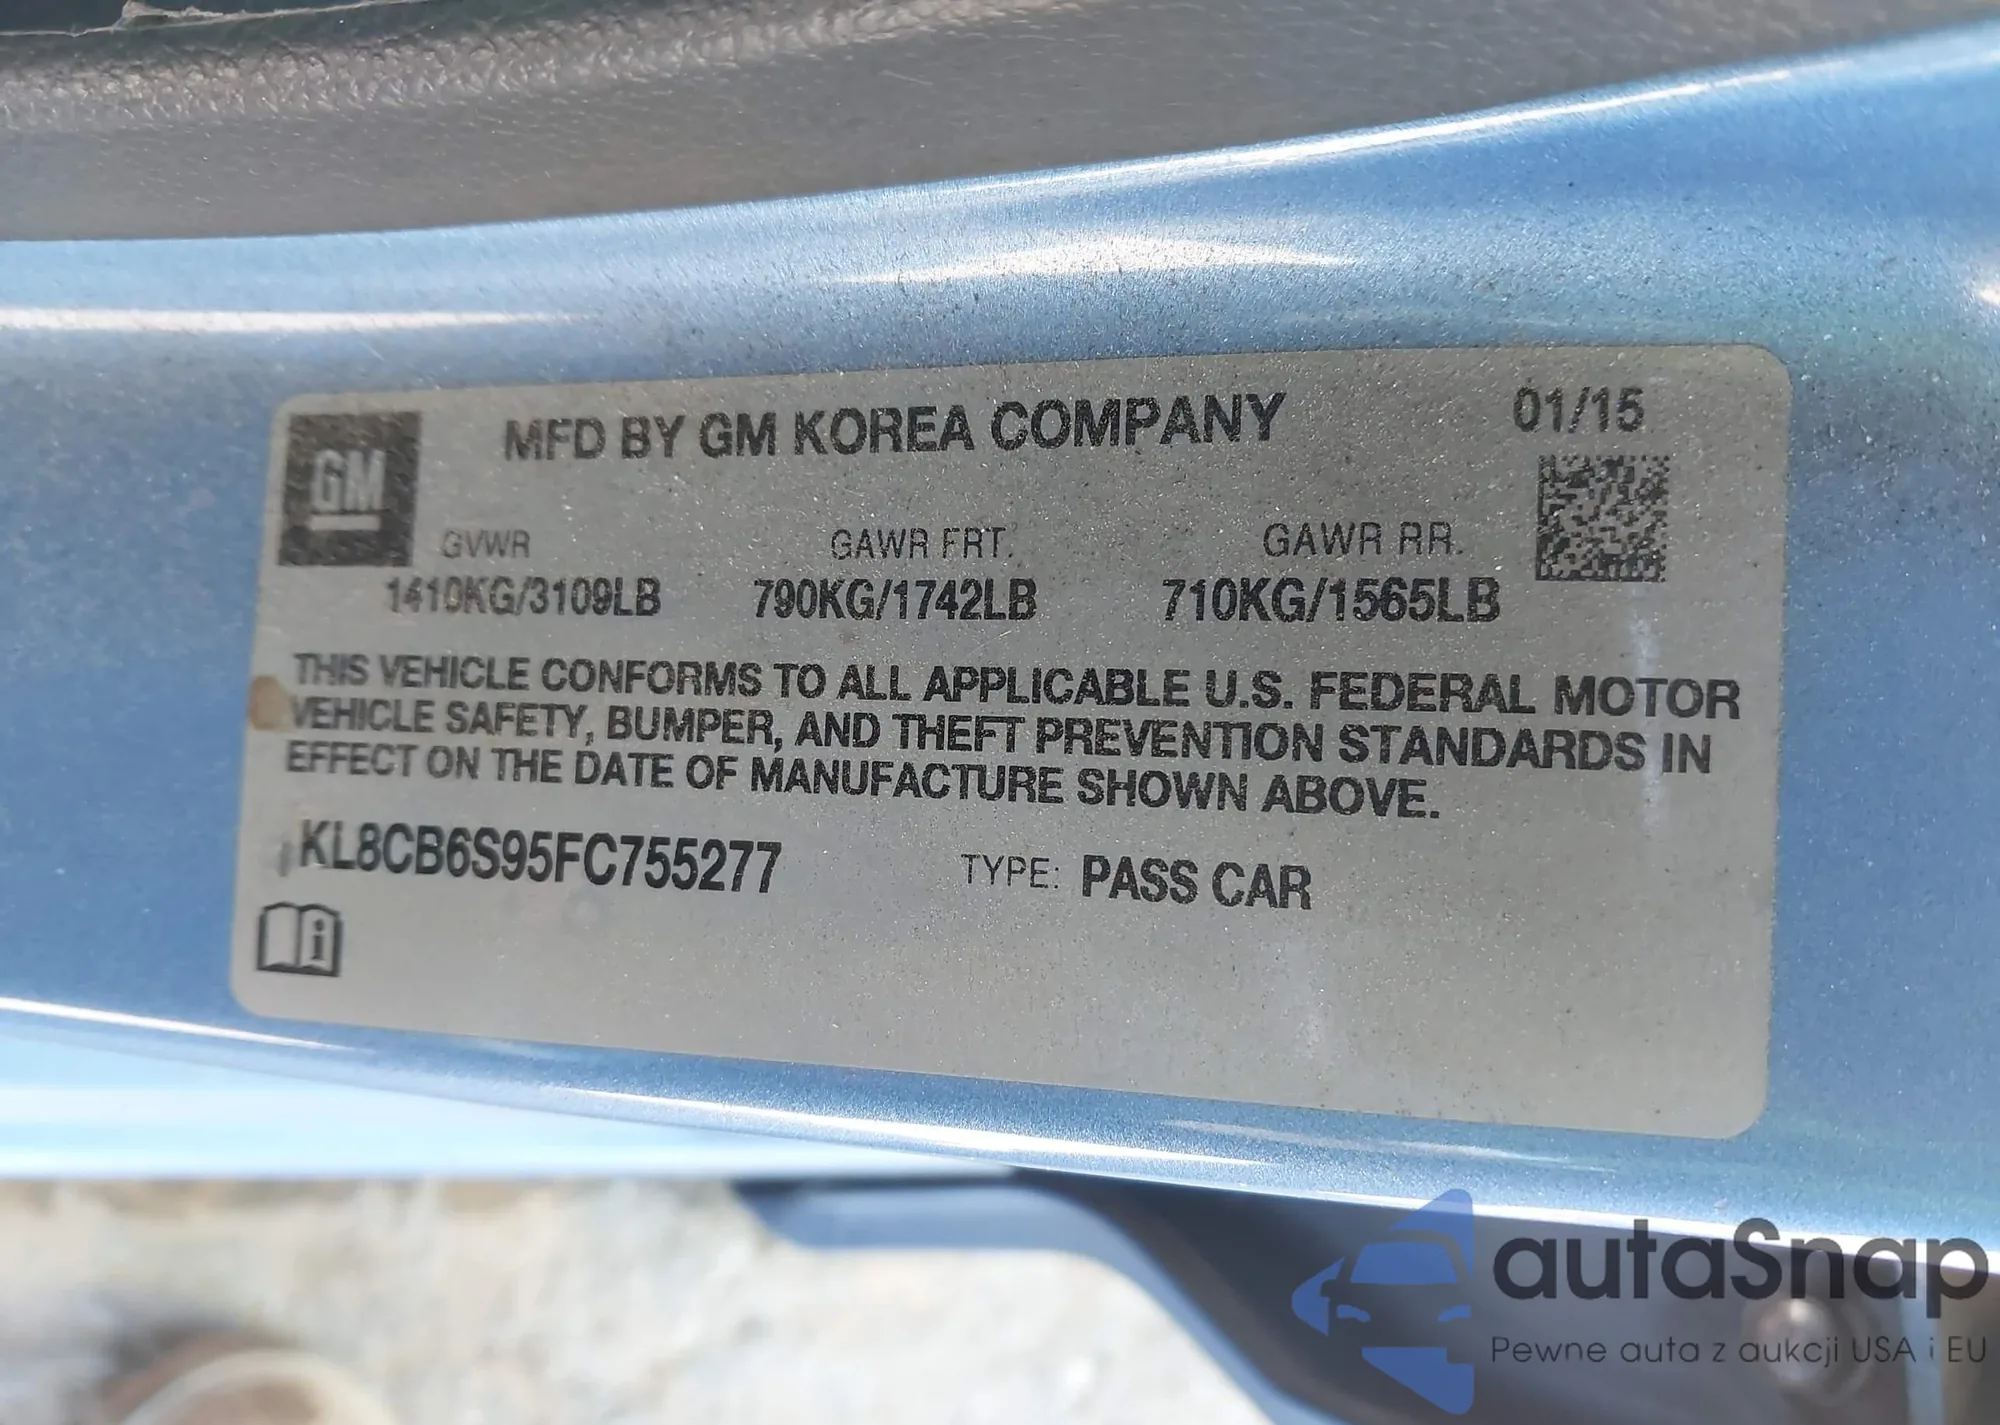 MFD BY GM KOREA COMPANY 01/15
GM
GVWR GAWR FRT. GAWR RR.
1410KG/3109LB 790KG/1742LB 710KG/1565LB
THIS VEHICLE CONFORMS TO ALL APPLICABLE U.S. FEDERAL MOTOR
VEHICLE SAFETY, BUMPER, AND THEFT PREVENTION STANDARDS IN
EFFECT ON THE DATE OF MANUFACTURE SHOWN ABOVE.
KL8CB6S95FC755277 TYPE: PASS CAR
i
autaSnap
Pewne auta z aukcji USA i EU